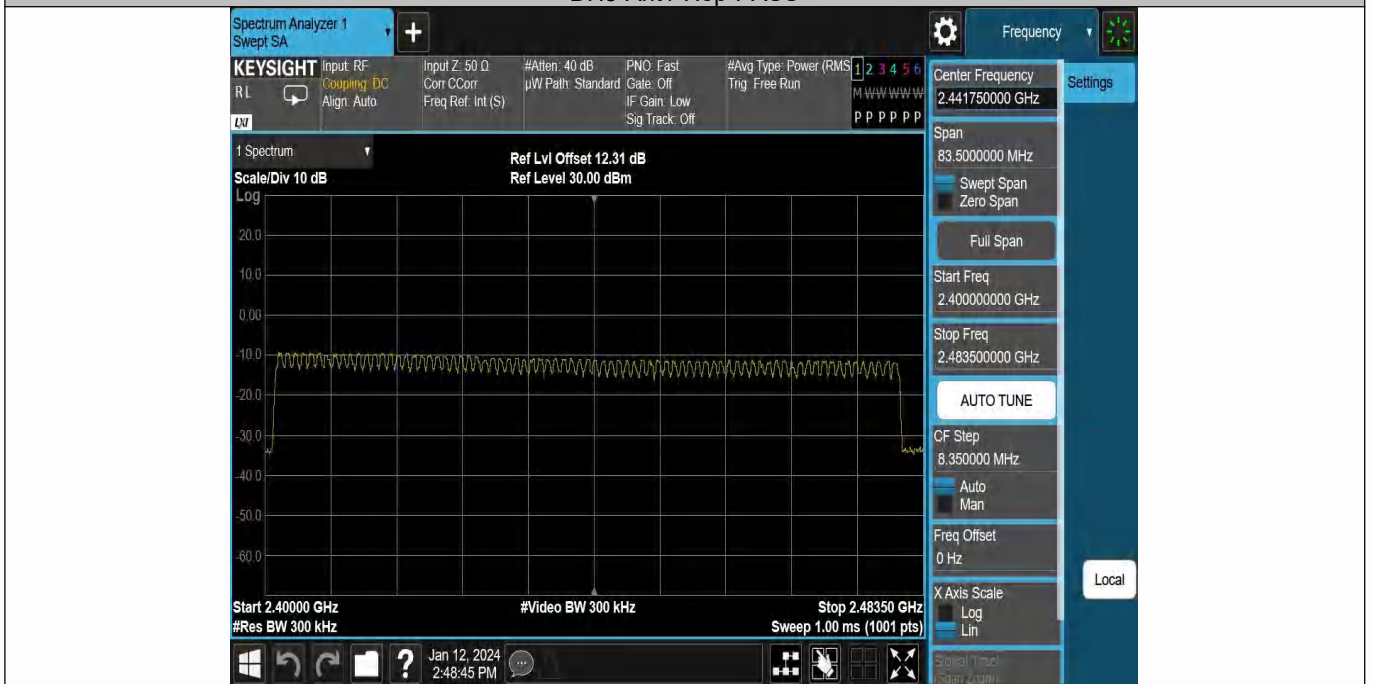 Spectrum Analyzer 1
Swept SA
+
Frequency
KEYSIGHT
RL
LXI
Input: RF
Coupling: DC
Align: Auto
Input Z: 50 Ω
Corr CCorr
Freq Ref: Int (S)
#Atten: 40 dB
µW Path: Standard
PNO: Fast
Gate: Off
IF Gain: Low
Sig Track: Off
#Avg Type: Power (RMS
Trig: Free Run
1 2 3 4 5 6
M W W W W W
P P P P P P
1 Spectrum
Scale/Div 10 dB
Ref Lvl Offset 12.31 dB
Ref Level 30.00 dBm
Log
20.0
10.0
0.00
-10.0
-20.0
-30.0
-40.0
-50.0
-60.0
Start 2.40000 GHz
#Res BW 300 kHz
#Video BW 300 kHz
Stop 2.48350 GHz
Sweep 1.00 ms (1001 pts)
Center Frequency
2.441750000 GHz
Settings
Span
83.5000000 MHz
Swept Span
Zero Span
Full Span
Start Freq
2.400000000 GHz
Stop Freq
2.483500000 GHz
AUTO TUNE
CF Step
8.350000 MHz
Auto
Man
Freq Offset
0 Hz
X Axis Scale
Log
Lin
Signal Track
(Span Zoom)
Local
?
Jan 12, 2024
2:48:45 PM